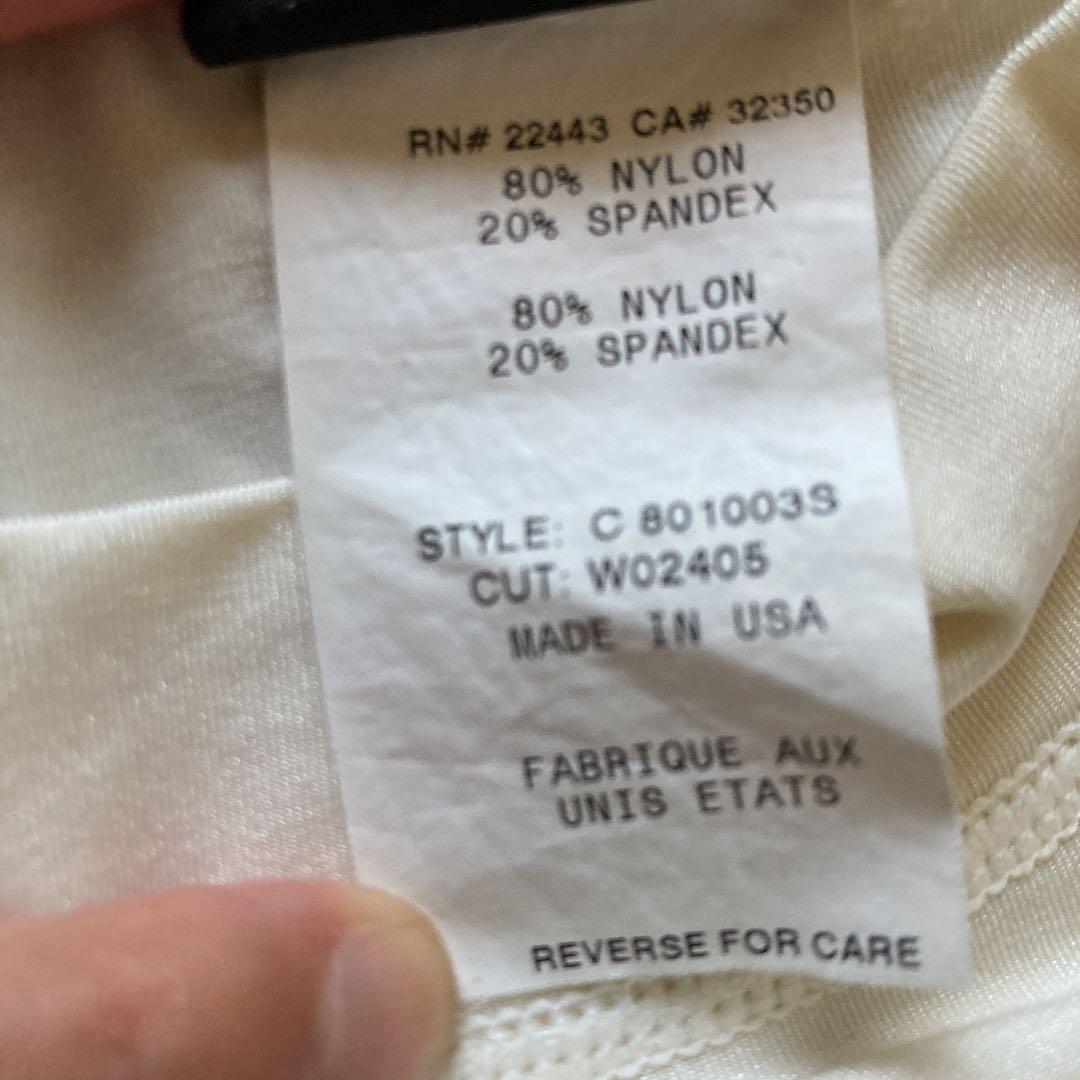 RN# 22443 CA# 32350
80% NYLON
20% SPANDEX
80% NYLON
20% SPANDEX
STYLE: C 801003S
CUT: W02405
MADE IN USA
FABRIQUE AUX
UNIS ETATS
REVERSE FOR CARE